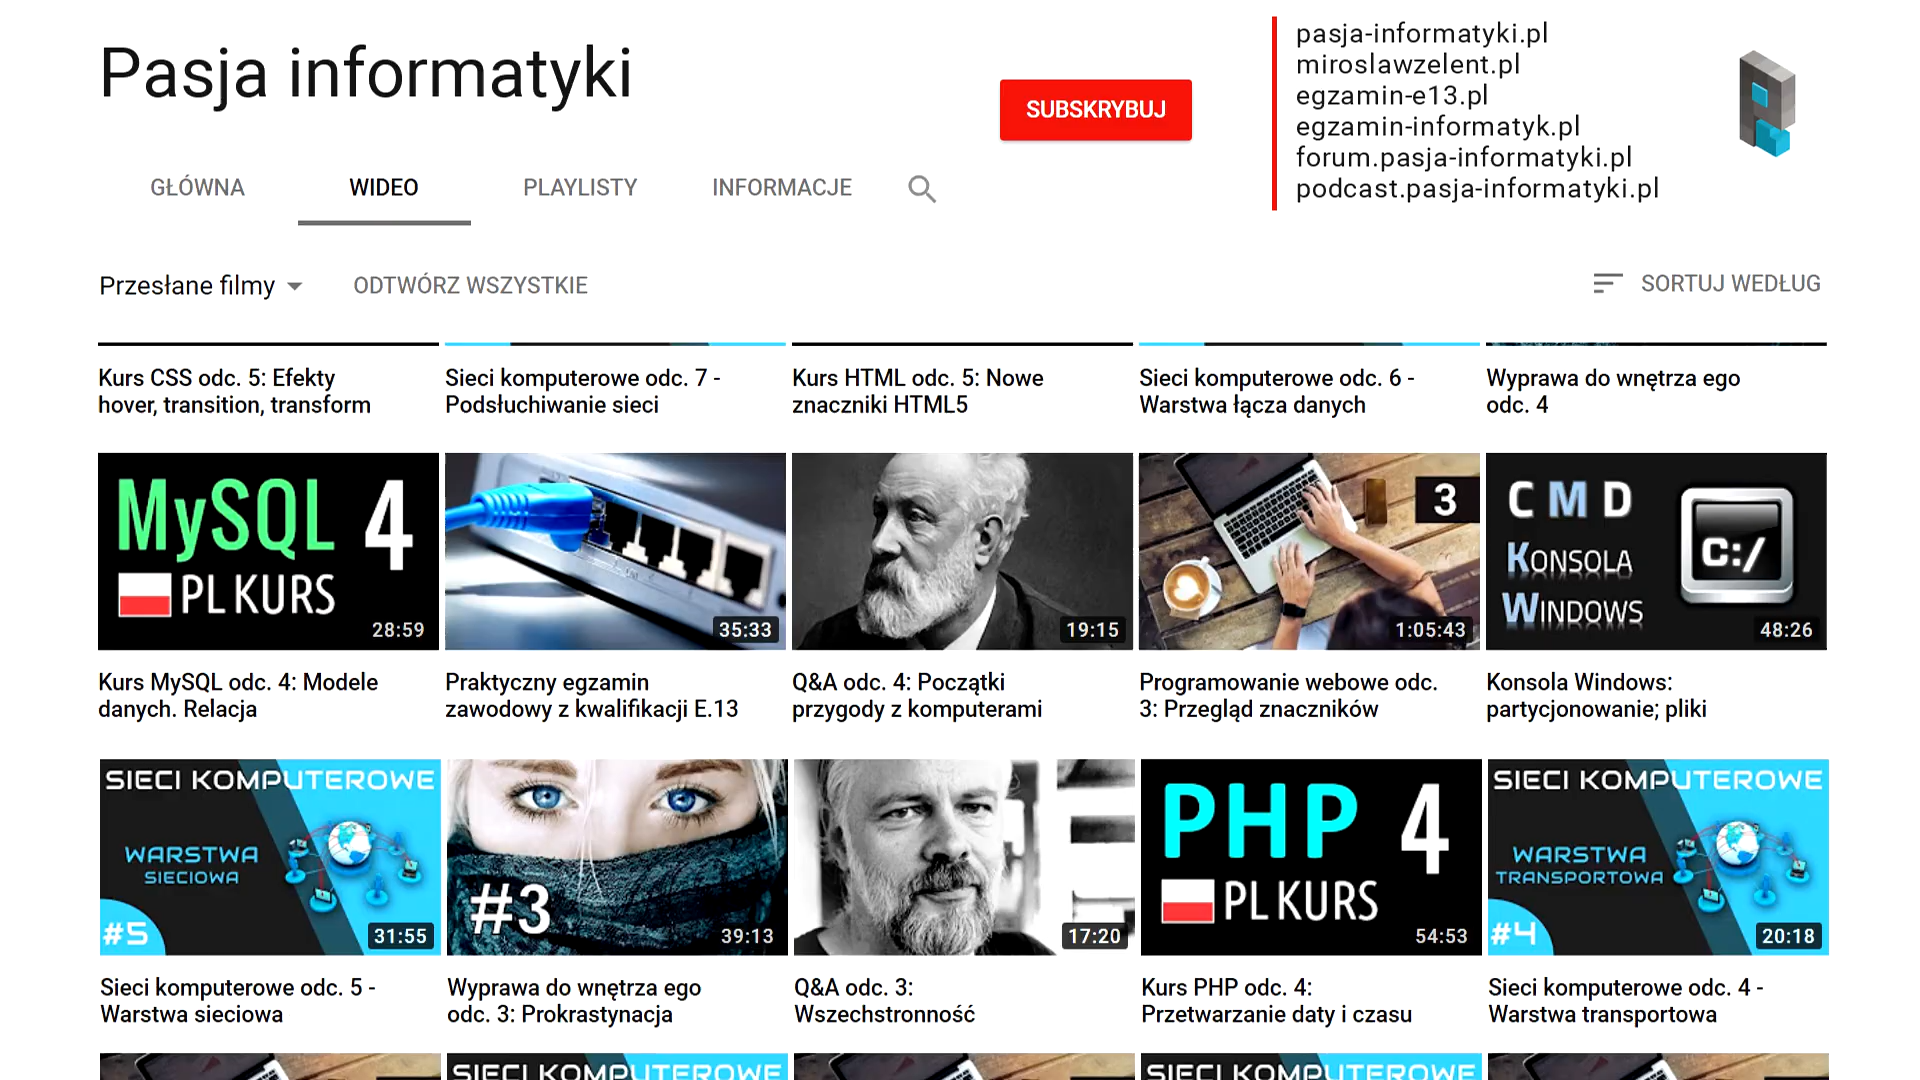 Pasja informatyki
SUBSKRYBUJ
pasja-informatyki.pl
miroslawzelent.pl
egzamin-e13.pl
egzamin-informatyk.pl
forum.pasja-informatyki.pl
podcast.pasja-informatyki.pl
GŁÓWNA
WIDEO
PLAYLISTY
INFORMACJE
Przesłane filmy
ODTWÓRZ WSZYSTKIE
SORTUJ WEDŁUG
Kurs CSS odc. 5: Efekty
hover, transition, transform
Sieci komputerowe odc. 7 -
Podsłuchiwanie sieci
Kurs HTML odc. 5: Nowe
znaczniki HTML5
Sieci komputerowe odc. 6 -
Warstwa łącza danych
Wyprawa do wnętrza ego
odc. 4
MySQL 4
PL KURS
28:59
35:33
19:15
3
1:05:43
CMD
KONSOLA
WINDOWS
C:/
48:26
Kurs MySQL odc. 4: Modele
danych. Relacja
Praktyczny egzamin
zawodowy z kwalifikacji E.13
Q&A odc. 4: Początki
przygody z komputerami
Programowanie webowe odc.
3: Przegląd znaczników
Konsola Windows:
partycjonowanie; pliki
SIECI KOMPUTEROWE
WARSTWA
SIECIOWA
#5
31:55
#3
39:13
17:20
PHP 4
PL KURS
54:53
SIECI KOMPUTEROWE
WARSTWA
TRANSPORTOWA
#4
20:18
Sieci komputerowe odc. 5 -
Warstwa sieciowa
Wyprawa do wnętrza ego
odc. 3: Prokrastynacja
Q&A odc. 3:
Wszechstronność
Kurs PHP odc. 4:
Przetwarzanie daty i czasu
Sieci komputerowe odc. 4 -
Warstwa transportowa
SIECI KOMPUTEROWE
SIECI KOMPUTEROWE